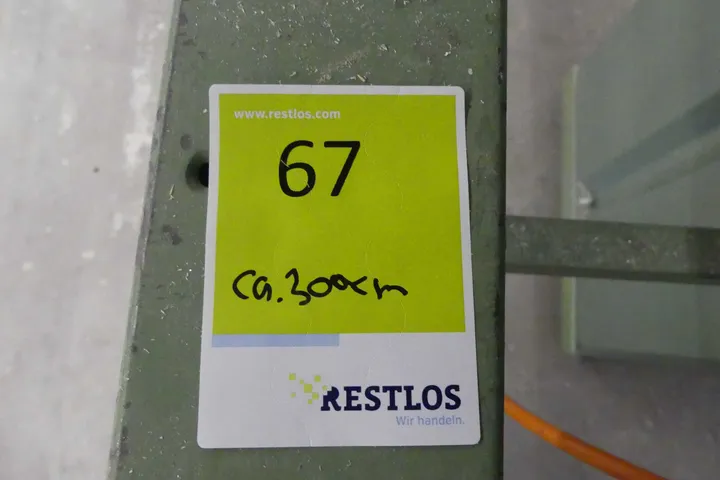 www.restlos.com
67
ca.300cm
RESTLOS
Wir handeln.